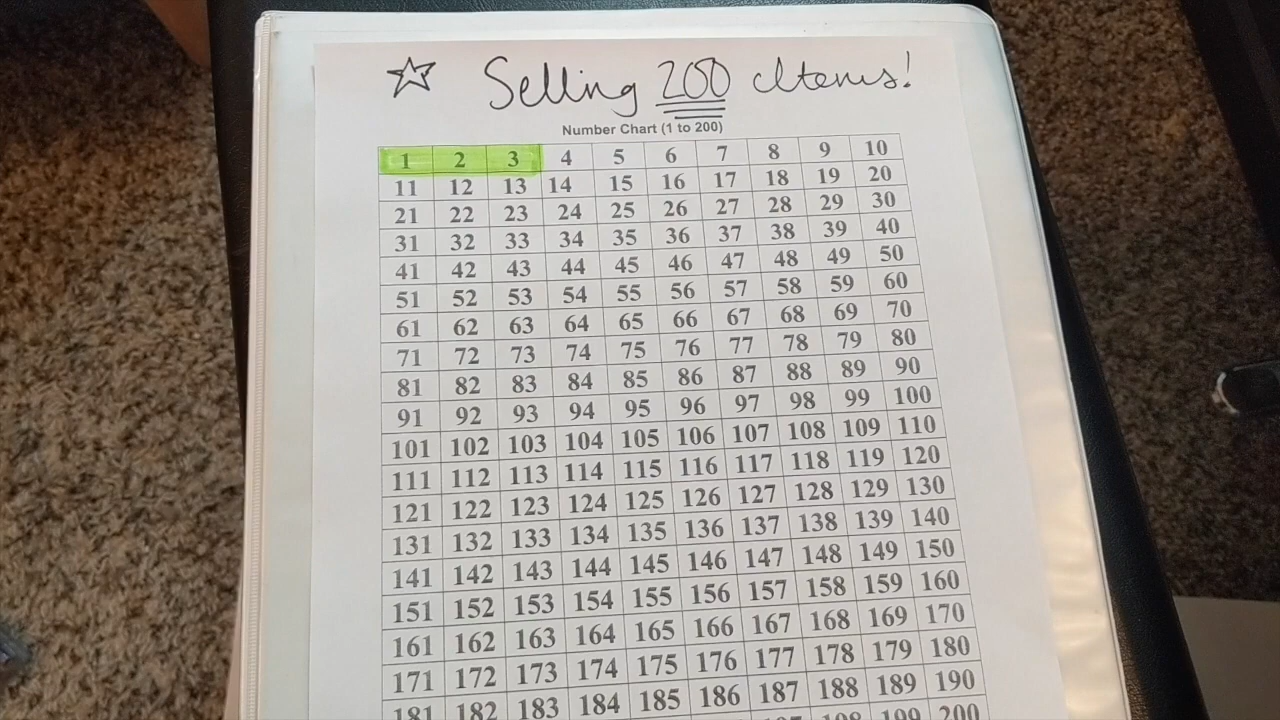 Selling 200 Items!
Number Chart (1 to 200)
1 2 3 4 5 6 7 8 9 10
11 12 13 14 15 16 17 18 19 20
21 22 23 24 25 26 27 28 29 30
31 32 33 34 35 36 37 38 39 40
41 42 43 44 45 46 47 48 49 50
51 52 53 54 55 56 57 58 59 60
61 62 63 64 65 66 67 68 69 70
71 72 73 74 75 76 77 78 79 80
81 82 83 84 85 86 87 88 89 90
91 92 93 94 95 96 97 98 99 100
101 102 103 104 105 106 107 108 109 110
111 112 113 114 115 116 117 118 119 120
121 122 123 124 125 126 127 128 129 130
131 132 133 134 135 136 137 138 139 140
141 142 143 144 145 146 147 148 149 150
151 152 153 154 155 156 157 158 159 160
161 162 163 164 165 166 167 168 169 170
171 172 173 174 175 176 177 178 179 180
181 182 183 184 185 186 187 188 189 190
197 198 199 200